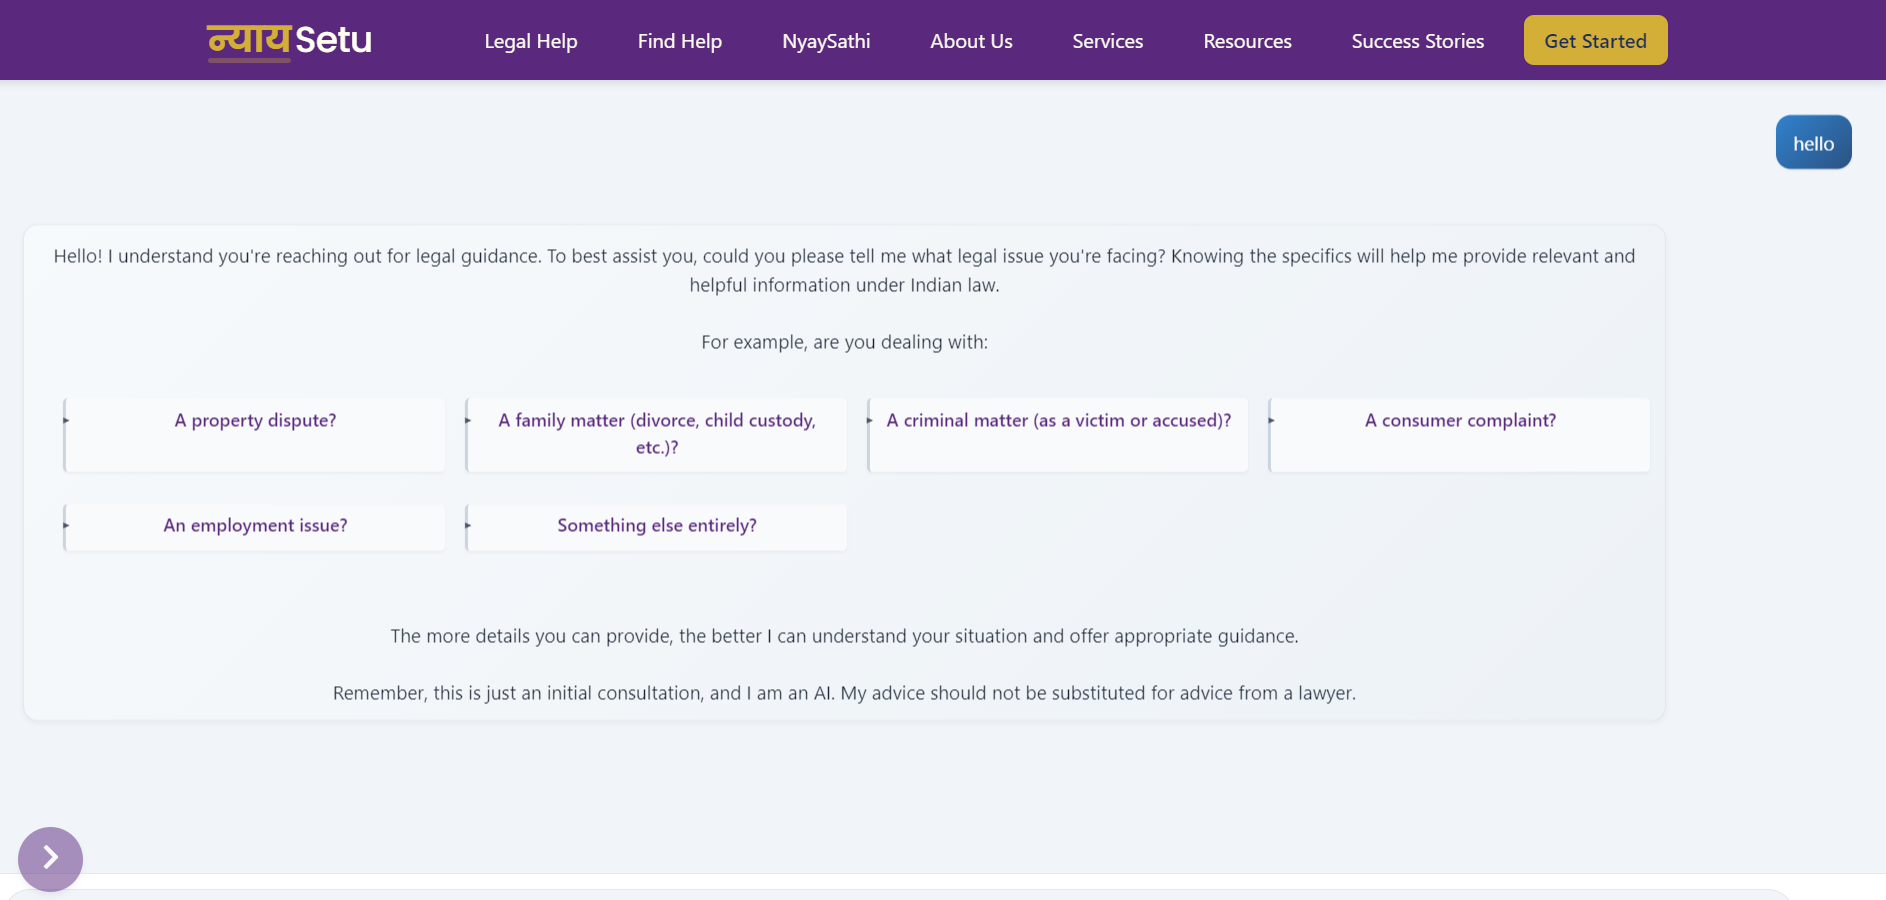 न्याय Setu
Legal Help
Find Help
NyaySathi
About Us
Services
Resources
Success Stories
Get Started
hello
Hello! I understand you're reaching out for legal guidance. To best assist you, could you please tell me what legal issue you're facing? Knowing the specifics will help me provide relevant and
helpful information under Indian law.
For example, are you dealing with:
A property dispute?
A family matter (divorce, child custody,
etc.)?
A criminal matter (as a victim or accused)?
A consumer complaint?
An employment issue?
Something else entirely?
The more details you can provide, the better I can understand your situation and offer appropriate guidance.
Remember, this is just an initial consultation, and I am an AI. My advice should not be substituted for advice from a lawyer.